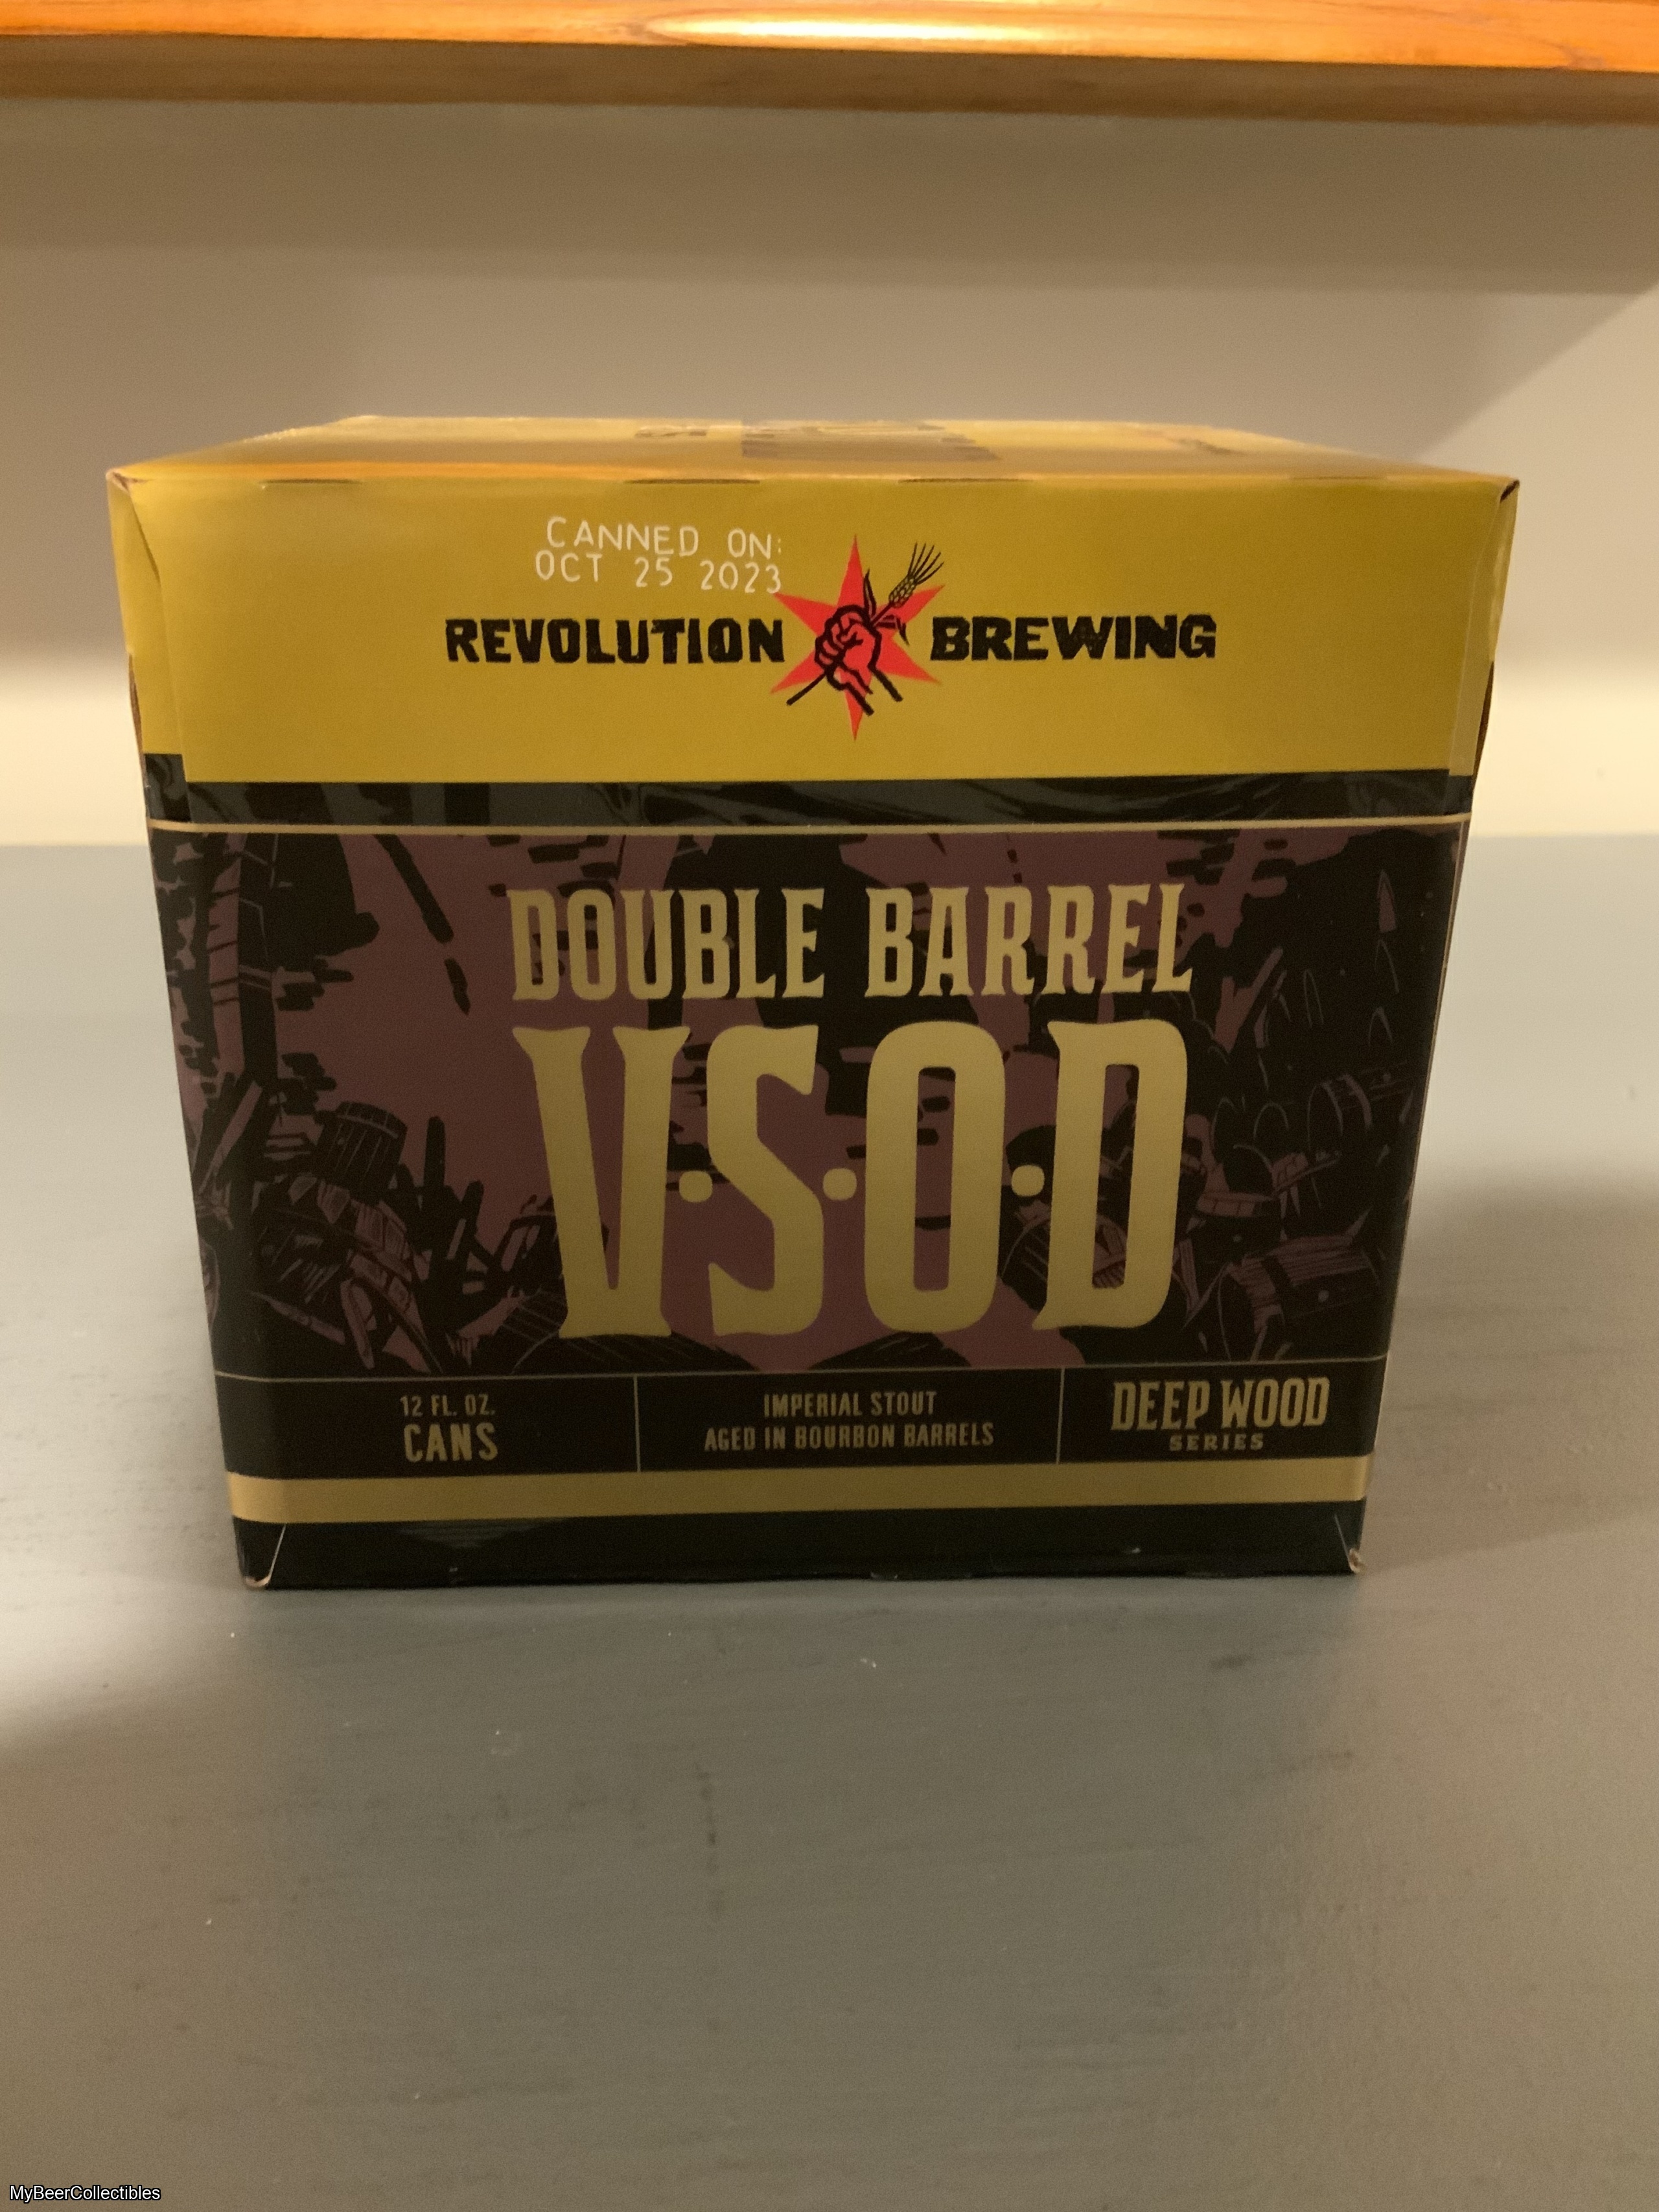 CANNED ON:
OCT 25 2023
REVOLUTION BREWING
DOUBLE BARREL
V·S·O·D
12 FL. OZ.
CANS
IMPERIAL STOUT
AGED IN BOURBON BARRELS
DEEP WOOD
SERIES
MyBeerCollectibles